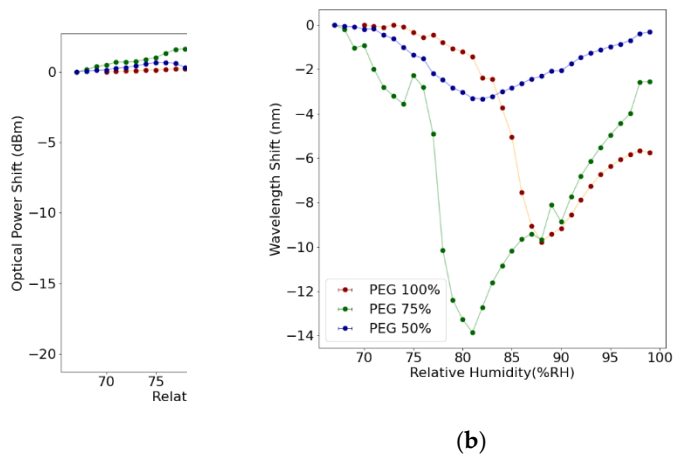 Optical Power Shift (dBm)
0
−5
−10
−15
−20
70 75
Relat
Wavelength Shift (nm)
0
−2
−4
−6
−8
−10
−12
−14
PEG 100%
PEG 75%
PEG 50%
70 75 80 85 90 95 100
Relative Humidity(%RH)
(b)